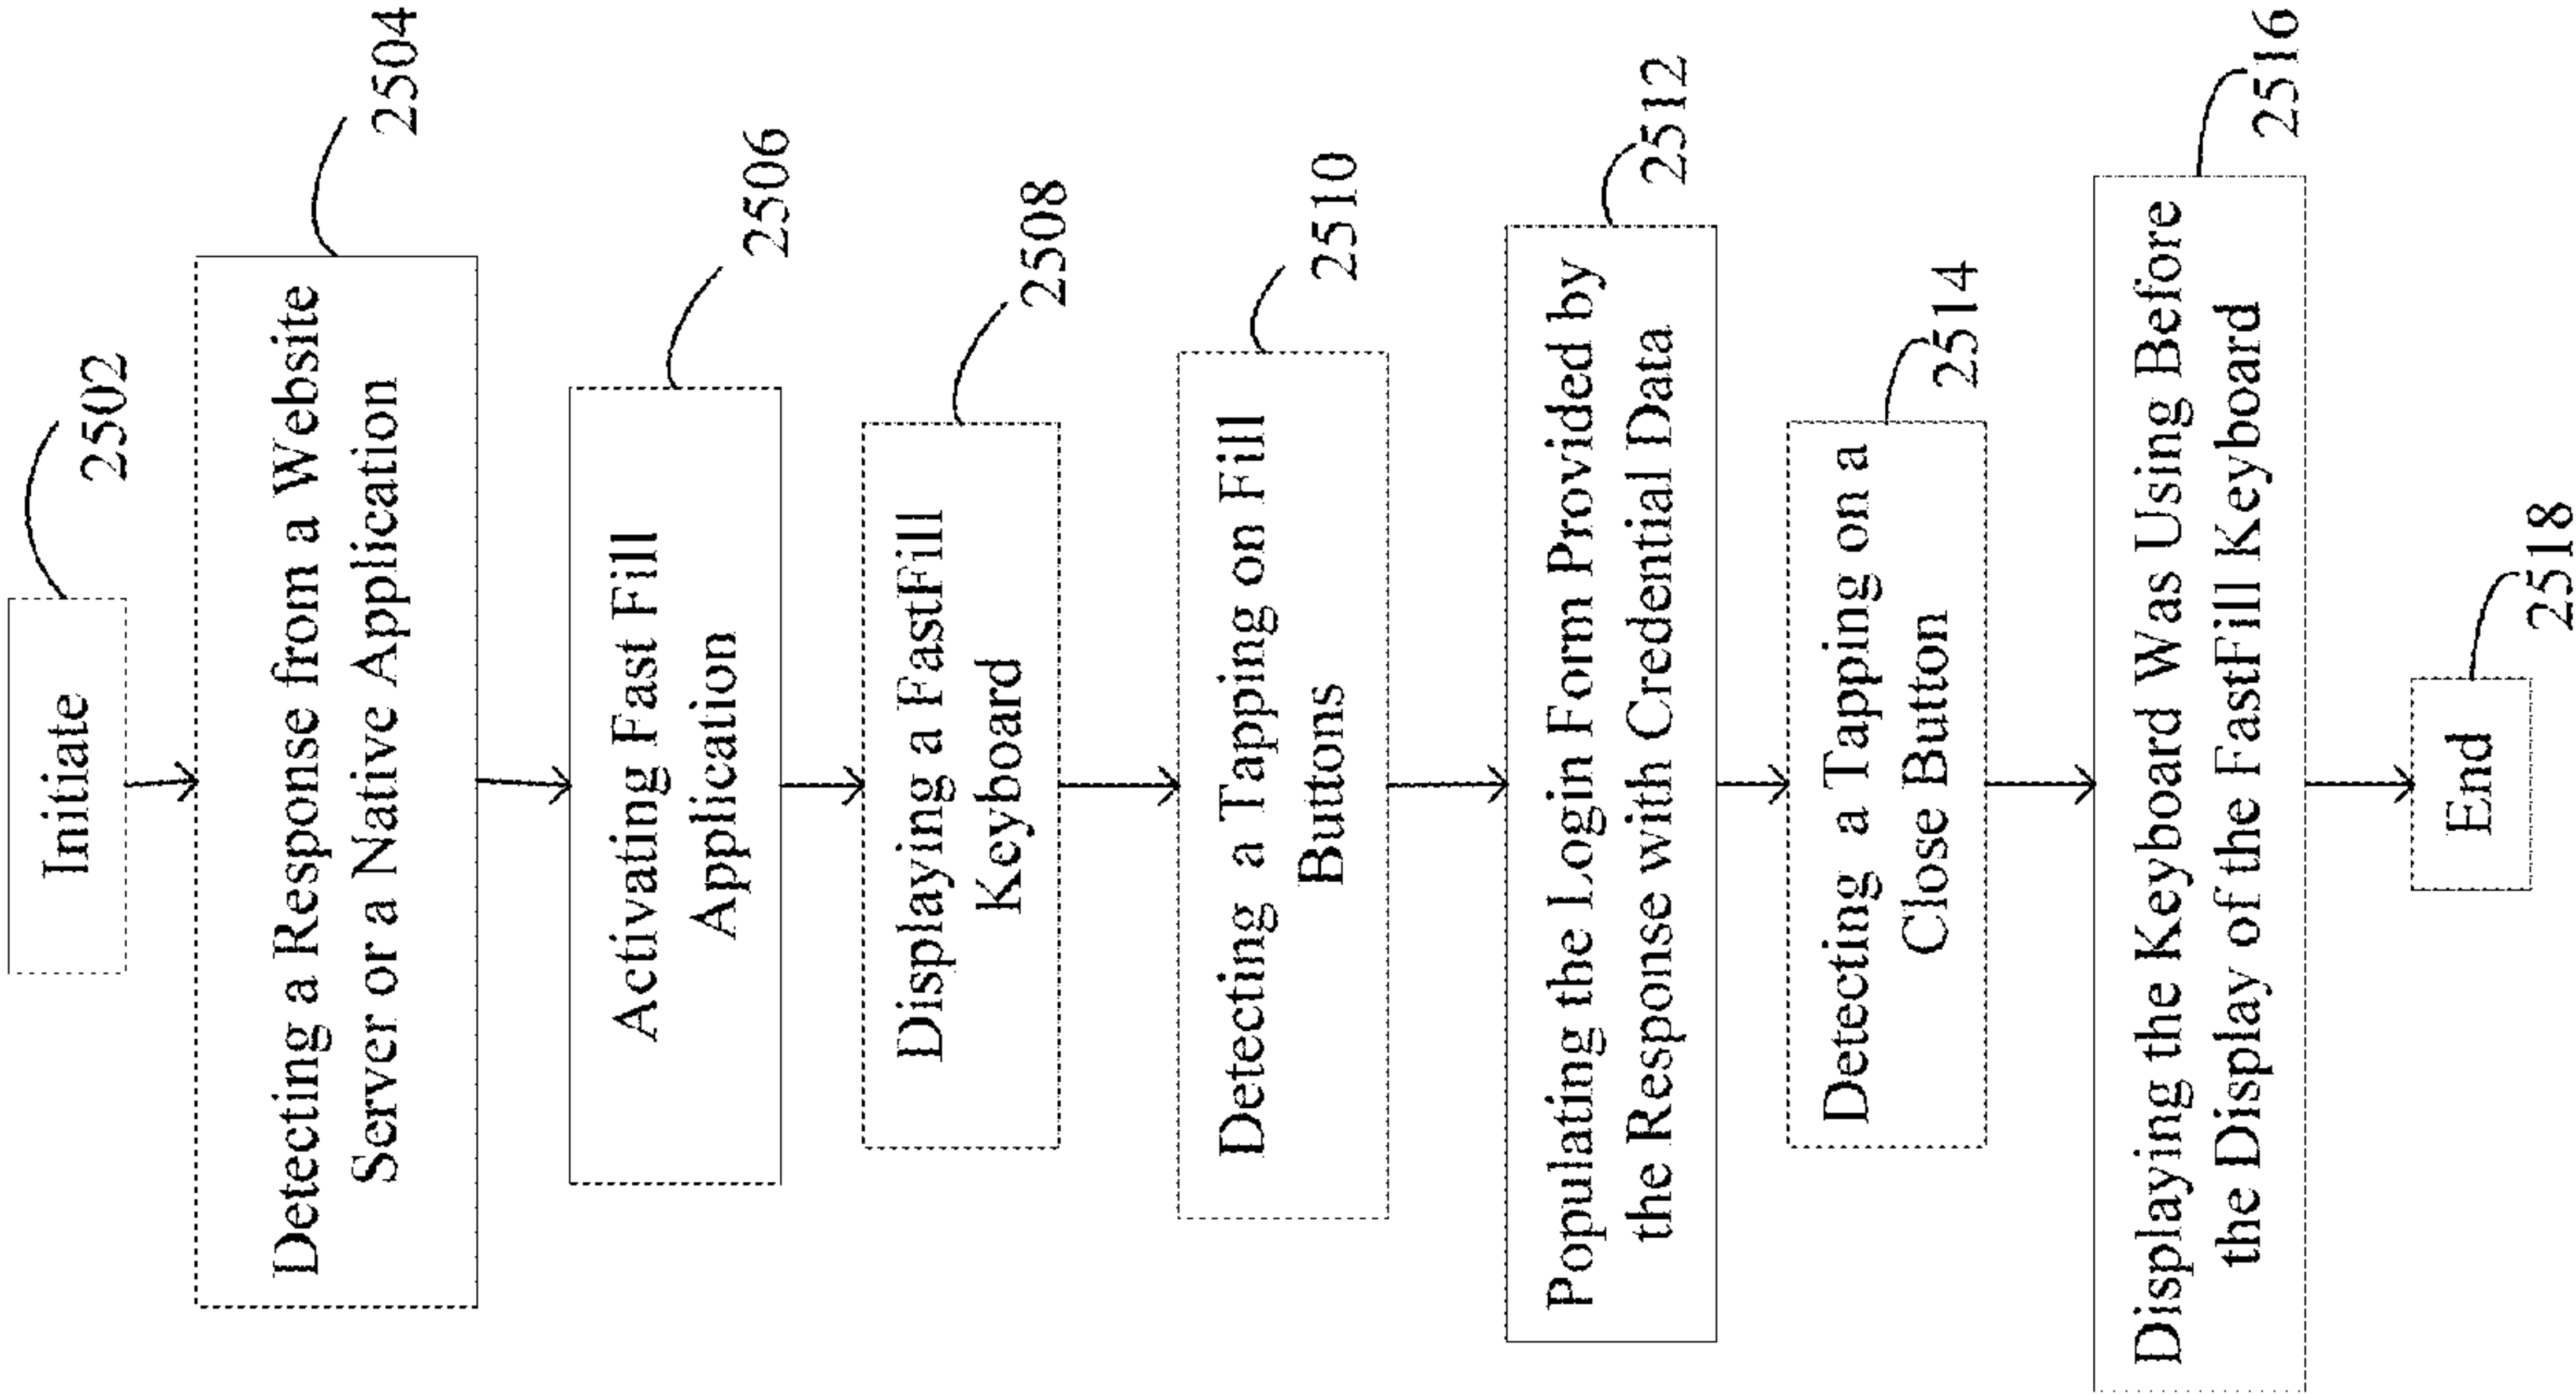 Initiate
2502
Detecting a Response from a Website
Server or a Native Application
2504
Activating Fast Fill
Application
2506
Displaying a FastFill
Keyboard
2508
Detecting a Tapping on Fill
Buttons
2510
Populating the Login Form Provided by
the Response with Credential Data
2512
Detecting a Tapping on a
Close Button
2514
Displaying the Keyboard Was Using Before
the Display of the FastFill Keyboard
2516
End
2518